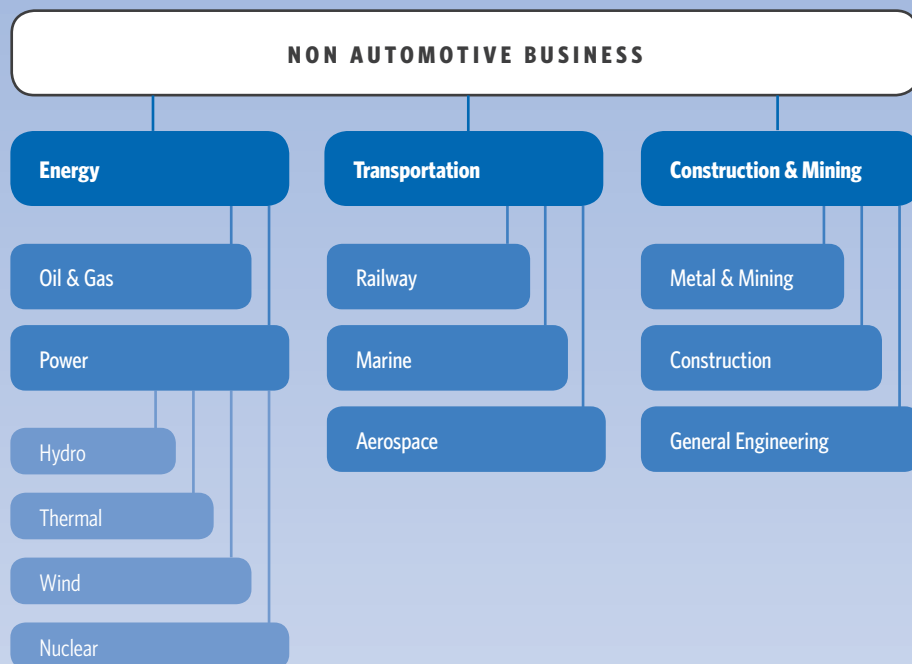 NON AUTOMOTIVE BUSINESS
Energy
Oil & Gas
Power
Hydro
Thermal
Wind
Nuclear
Transportation
Railway
Marine
Aerospace
Construction & Mining
Metal & Mining
Construction
General Engineering